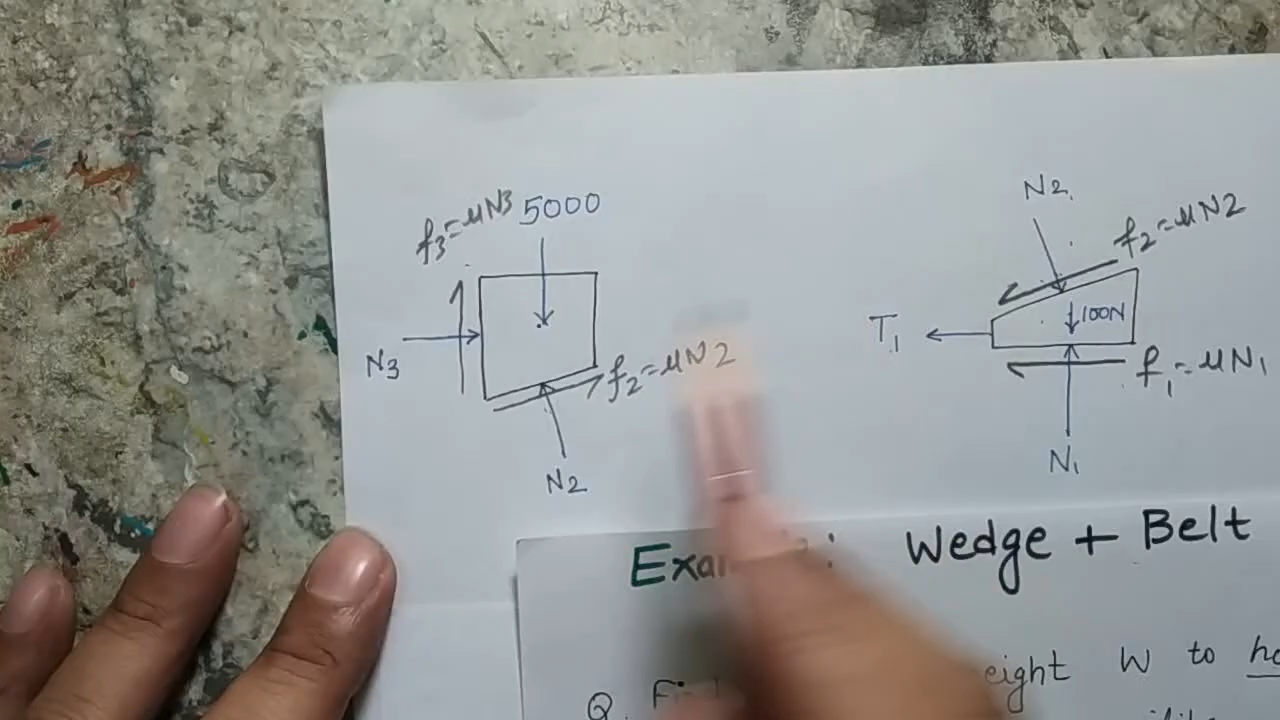 f3=μN3
5000
N3
f2=μN2
N2
N2
f2=μN2
100N
T1
f1=μN1
N1
Wedge + Belt
Q.
eight W to